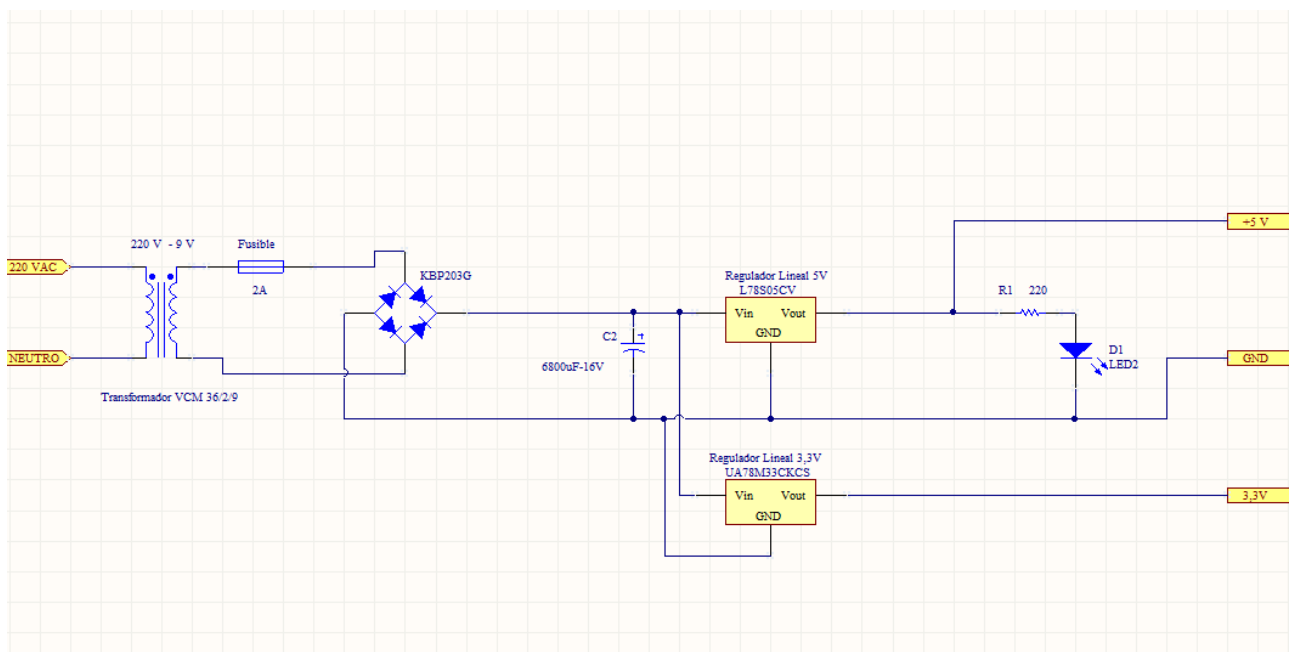 220 V - 9 V
Fusible
220 VAC
2A
KBP203G
NEUTRO
Transformador VCM 36/2/9
C2
+
6800uF-16V
Regulador Lineal 5V
L78S05CV
Vin Vout
GND
R1 220
D1
LED2
+5 V
GND
Regulador Lineal 3,3V
UA78M33CKCS
Vin Vout
GND
3,3V